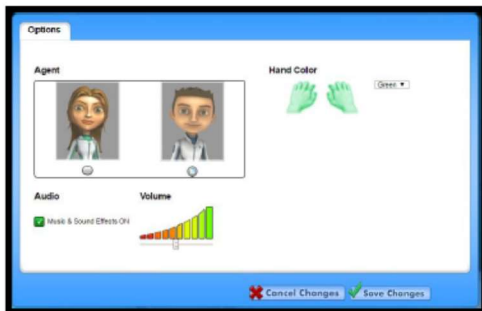 Options
Agent
Hand Color
Green
Audio
Volume
Music & Sound Effects ON
Cancel Changes
Save Changes